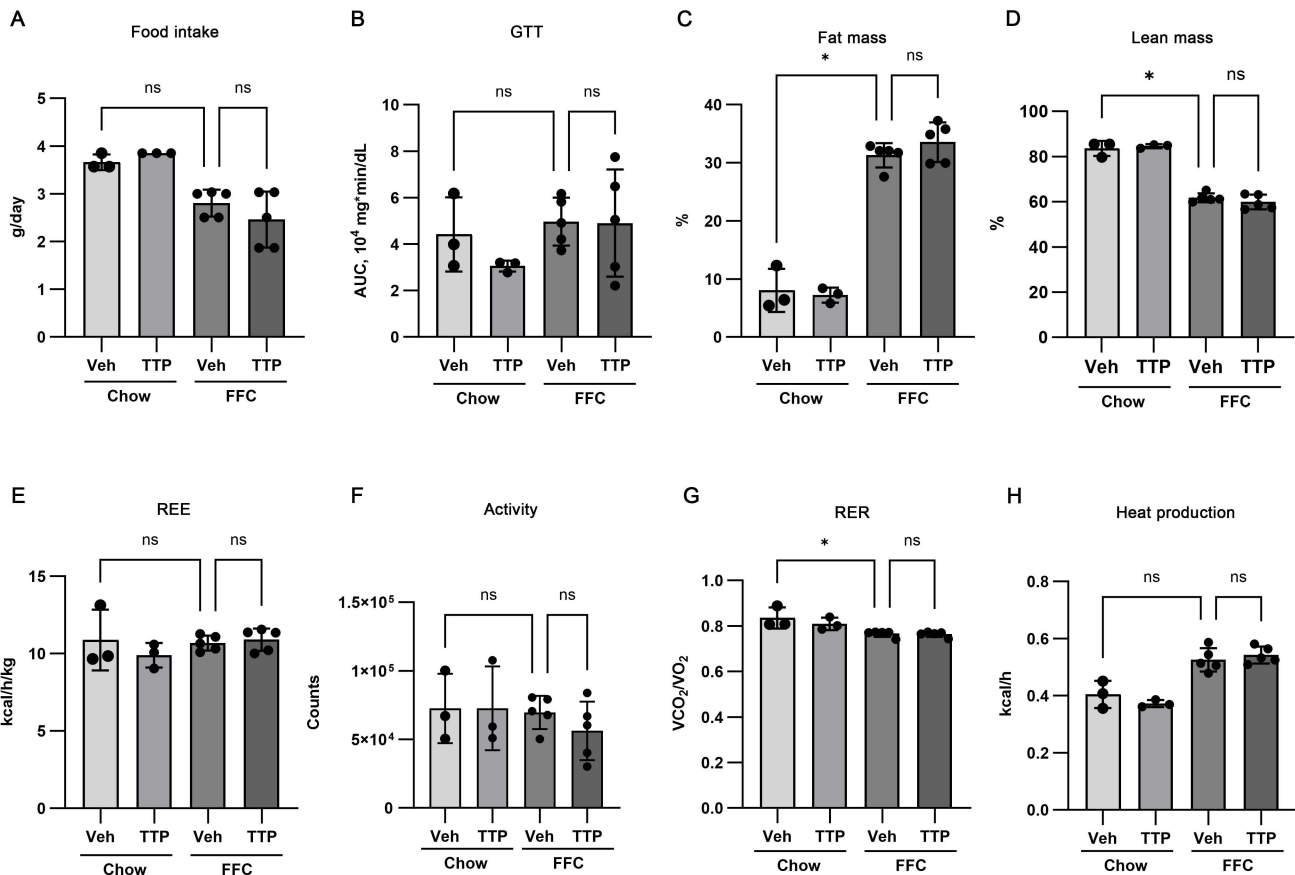 A
Food intake
ns
ns
g/day
5
4
3
2
1
0
Veh
TTP
Veh
TTP
Chow
FFC
B
GTT
ns
ns
AUC, 10⁴ mg*min/dL
10
8
6
4
2
0
Veh
TTP
Veh
TTP
Chow
FFC
C
Fat mass
*
ns
%
40
30
20
10
0
Veh
TTP
Veh
TTP
Chow
FFC
D
Lean mass
*
ns
%
100
80
60
40
20
0
Veh
TTP
Veh
TTP
Chow
FFC
E
REE
ns
ns
kcal/h/kg
15
10
5
0
Veh
TTP
Veh
TTP
Chow
FFC
F
Activity
ns
ns
Counts
1.5×10⁵
1×10⁵
5×10⁴
0
Veh
TTP
Veh
TTP
Chow
FFC
G
RER
*
ns
VCO₂/VO₂
1.0
0.8
0.6
0.4
0.2
0.0
Veh
TTP
Veh
TTP
Chow
FFC
H
Heat production
ns
ns
kcal/h
0.8
0.6
0.4
0.2
0.0
Veh
TTP
Veh
TTP
Chow
FFC